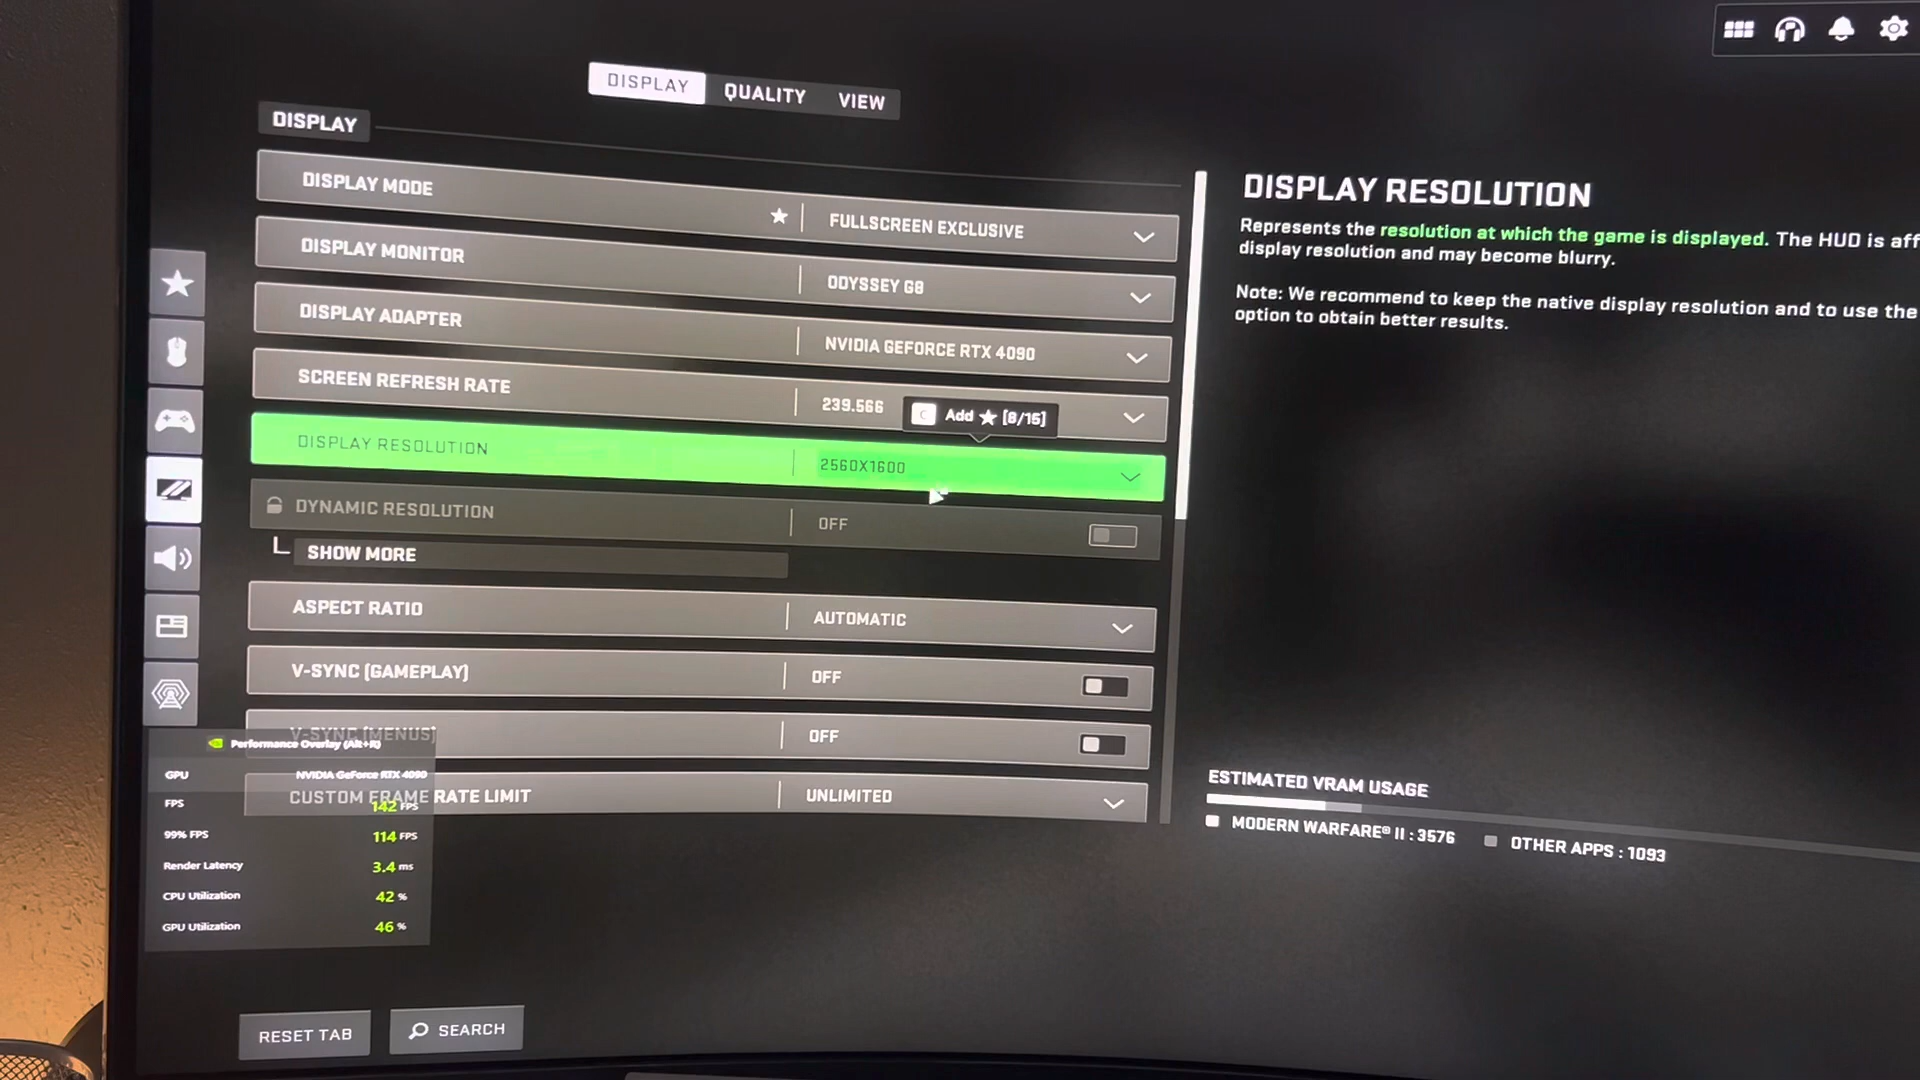 DISPLAY
QUALITY
VIEW
DISPLAY
DISPLAY MODE
FULLSCREEN EXCLUSIVE
DISPLAY MONITOR
ODYSSEY G8
DISPLAY ADAPTER
NVIDIA GEFORCE RTX 4090
SCREEN REFRESH RATE
239.566
C Add ★ [8/15]
DISPLAY RESOLUTION
2560X1600
DYNAMIC RESOLUTION
OFF
SHOW MORE
ASPECT RATIO
AUTOMATIC
V-SYNC (GAMEPLAY)
OFF
V-SYNC (MENUS)
OFF
CUSTOM FRAME RATE LIMIT
UNLIMITED
Performance Overlay (Alt+R)
GPU
NVIDIA GeForce RTX 4090
FPS
142 FPS
99% FPS
114 FPS
Render Latency
3.4 ms
CPU Utilization
42 %
GPU Utilization
46 %
RESET TAB
SEARCH
DISPLAY RESOLUTION
Represents the resolution at which the game is displayed. The HUD is aff
display resolution and may become blurry.
Note: We recommend to keep the native display resolution and to use the
option to obtain better results.
ESTIMATED VRAM USAGE
MODERN WARFARE® II : 3576
OTHER APPS : 1093